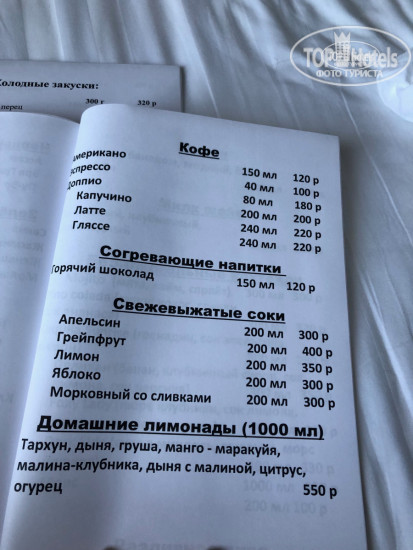 TOP Hotels
ФОТО ТУРИСТА
Холодные закуски:
перец 300 г 320 р
Кофе
Американо 150 мл 120 р
Эспрессо 40 мл 100 р
Доппио 80 мл 180 р
Капучино 200 мл 200 р
Латте 240 мл 220 р
Гляссе 240 мл 220 р
Согревающие напитки
Горячий шоколад 150 мл 120 р
Свежевыжатые соки
Апельсин 200 мл 300 р
Грейпфрут 200 мл 400 р
Лимон 200 мл 350 р
Яблоко 200 мл 300 р
Морковный со сливками 200 мл 300 р
Домашние лимонады (1000 мл)
Тархун, дыня, груша, манго - маракуйя,
малина-клубника, дыня с малиной, цитрус,
огурец 550 р